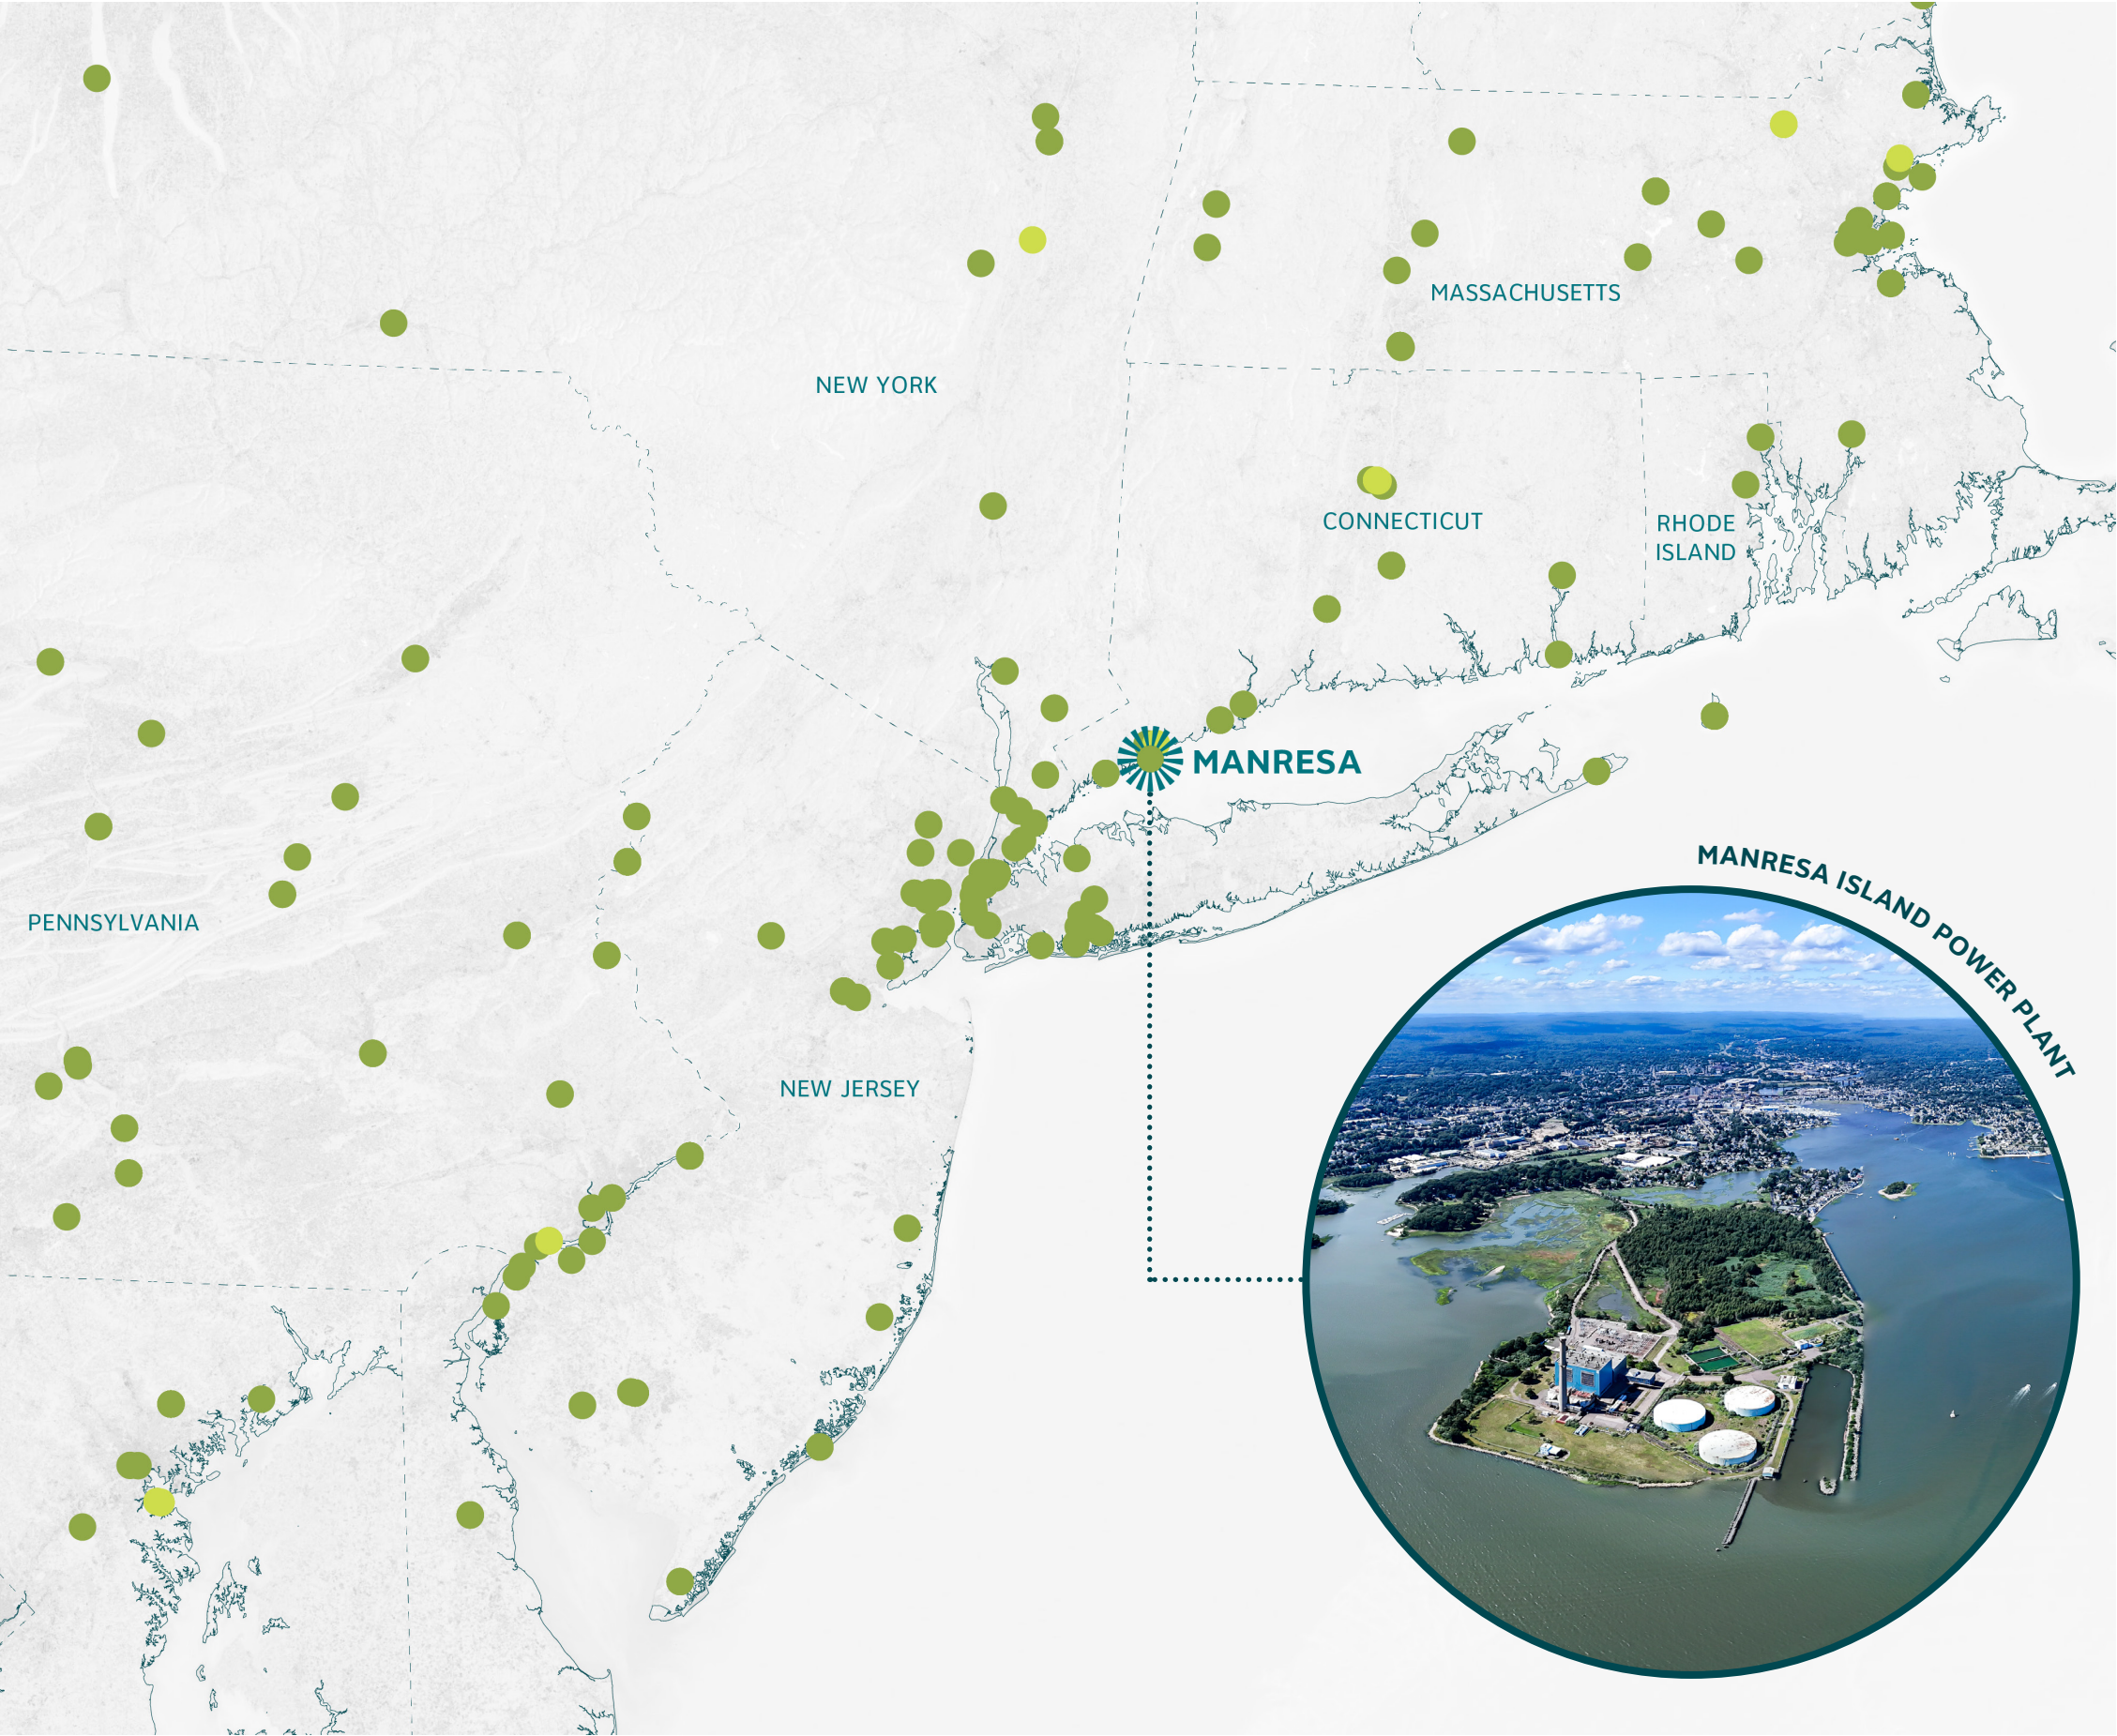 MASSACHUSETTS
NEW YORK
CONNECTICUT
RHODE
ISLAND
MANRESA
MANRESA ISLAND POWER PLANT
PENNSYLVANIA
NEW JERSEY